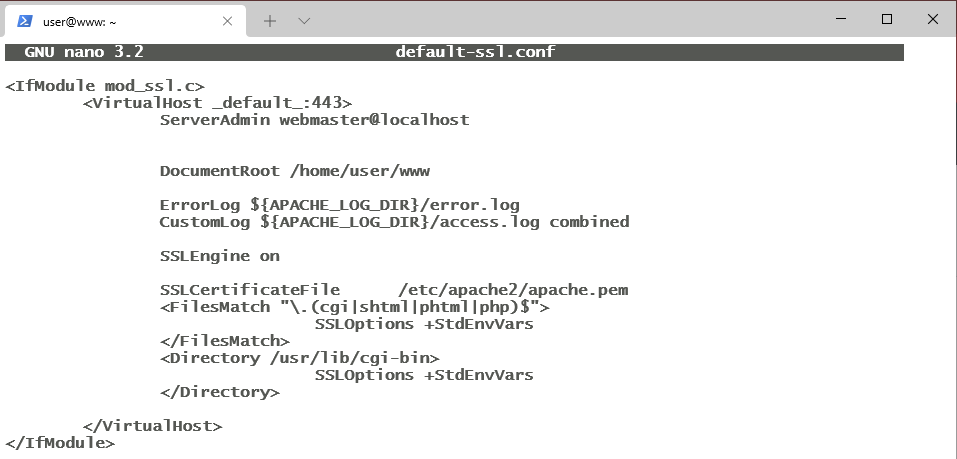 user@www: ~
GNU nano 3.2 default-ssl.conf
<IfModule mod_ssl.c>
<VirtualHost _default_:443>
ServerAdmin webmaster@localhost
DocumentRoot /home/user/www
ErrorLog ${APACHE_LOG_DIR}/error.log
CustomLog ${APACHE_LOG_DIR}/access.log combined
SSLEngine on
SSLCertificateFile /etc/apache2/apache.pem
<FilesMatch "\.(cgi|shtml|phtml|php)$">
SSLOptions +StdEnvVars
</FilesMatch>
<Directory /usr/lib/cgi-bin>
SSLOptions +StdEnvVars
</Directory>
</VirtualHost>
</IfModule>